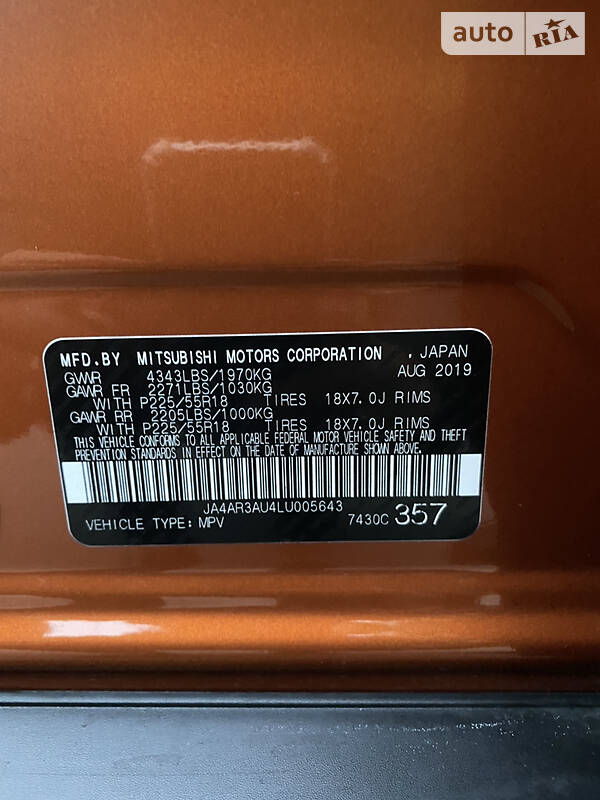 auto RIA
MFD.BY MITSUBISHI MOTORS CORPORATION , JAPAN
GVWR 4343LBS/1970KG AUG 2019
GAWR FR 2271LBS/1030KG
WITH P225/55R18 TIRES 18X7.0J RIMS
GAWR RR 2205LBS/1000KG
WITH P225/55R18 TIRES 18X7.0J RIMS
THIS VEHICLE CONFORMS TO ALL APPLICABLE FEDERAL MOTOR VEHICLE SAFETY AND THEFT
PREVENTION STANDARDS IN EFFECT ON THE DATE OF MANUFACTURE SHOWN ABOVE.
JA4AR3AU4LU005643
VEHICLE TYPE: MPV 7430C 357